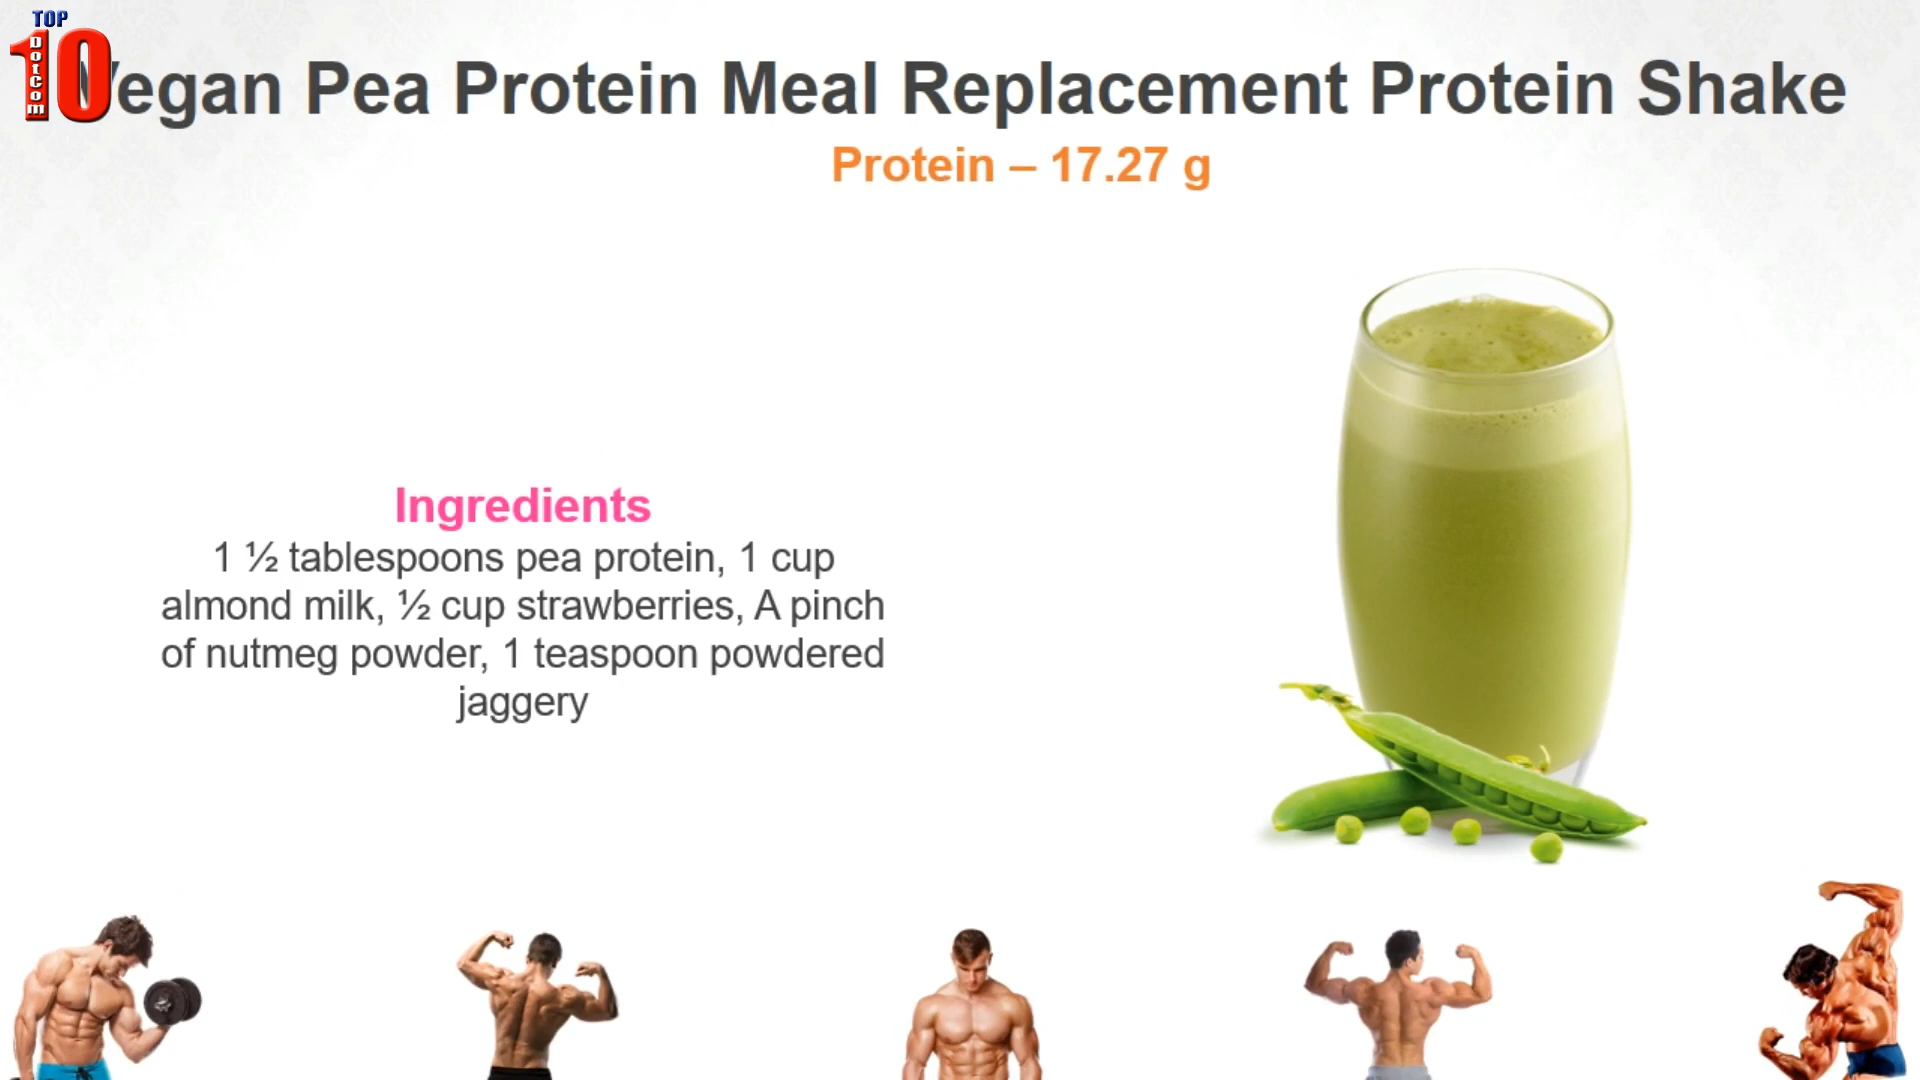 TOP
10
DotCom
Vegan Pea Protein Meal Replacement Protein Shake
Protein – 17.27 g
Ingredients
1 ½ tablespoons pea protein, 1 cup
almond milk, ½ cup strawberries, A pinch
of nutmeg powder, 1 teaspoon powdered
jaggery